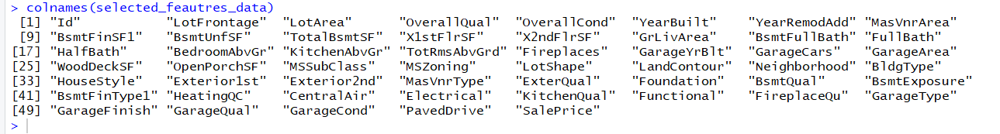 > colnames(selected_feautres_data)
[1] "Id" "LotFrontage" "LotArea" "OverallQual" "OverallCond" "YearBuilt" "YearRemodAdd" "MasVnrArea"
[9] "BsmtFinSF1" "BsmtUnfSF" "TotalBsmtSF" "X1stFlrSF" "X2ndFlrSF" "GrLivArea" "BsmtFullBath" "FullBath"
[17] "HalfBath" "BedroomAbvGr" "KitchenAbvGr" "TotRmsAbvGrd" "Fireplaces" "GarageYrBlt" "GarageCars" "GarageArea"
[25] "WoodDeckSF" "OpenPorchSF" "MSSubClass" "MSZoning" "LotShape" "LandContour" "Neighborhood" "BldgType"
[33] "HouseStyle" "Exterior1st" "Exterior2nd" "MasVnrType" "ExterQual" "Foundation" "BsmtQual" "BsmtExposure"
[41] "BsmtFinType1" "HeatingQC" "CentralAir" "Electrical" "KitchenQual" "Functional" "FireplaceQu" "GarageType"
[49] "GarageFinish" "GarageQual" "GarageCond" "PavedDrive" "SalePrice"
>